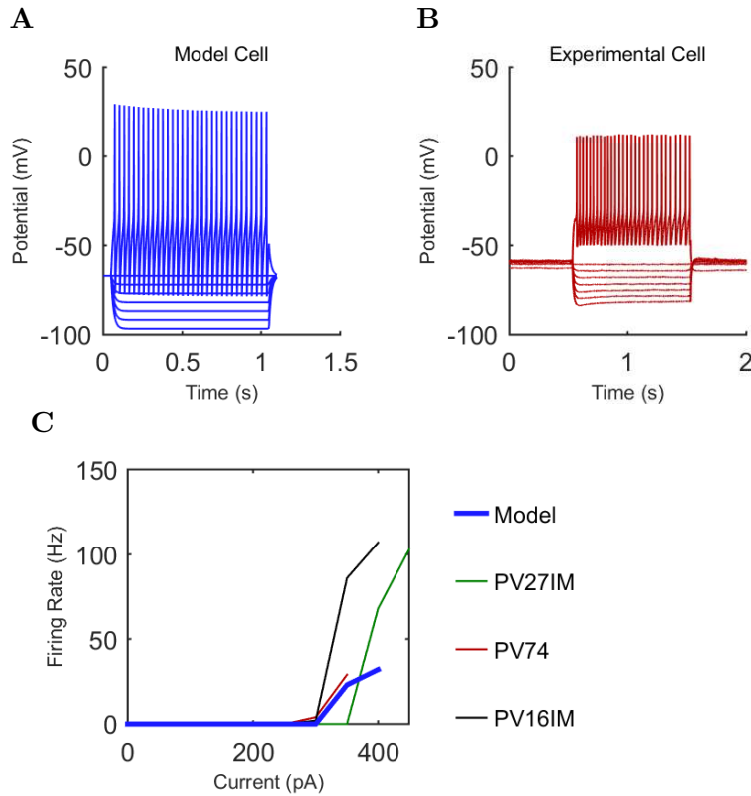 A
Model Cell
50
0
-50
-100
Potential (mV)
0
0.5
1
1.5
Time (s)
B
Experimental Cell
50
0
-50
-100
Potential (mV)
0
1
2
Time (s)
C
150
100
50
0
Firing Rate (Hz)
0
200
400
Current (pA)
Model
PV27IM
PV74
PV16IM